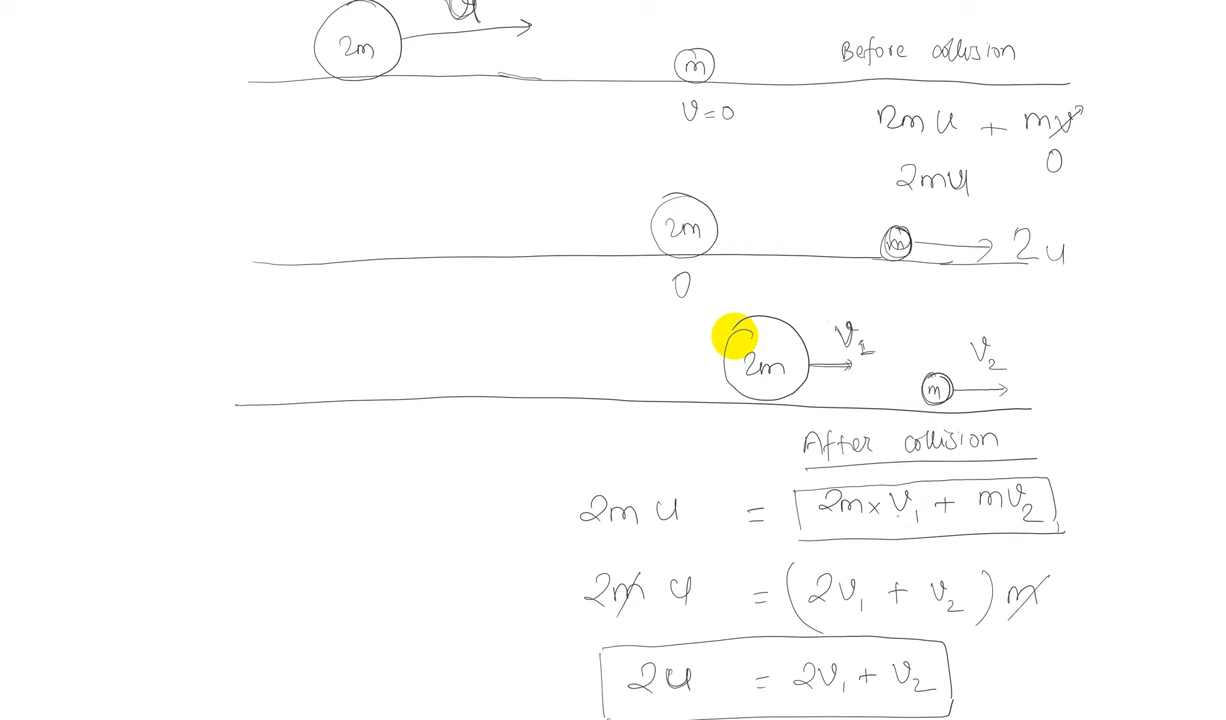 u
2m
m
Before collision
v = 0
2mu + mv
0
2mu
2m
m
2u
0
2m
v₁
m
v₂
After collision
2m u = 2m × v₁ + mv₂
2m u = (2v₁ + v₂) m
2u = 2v₁ + v₂